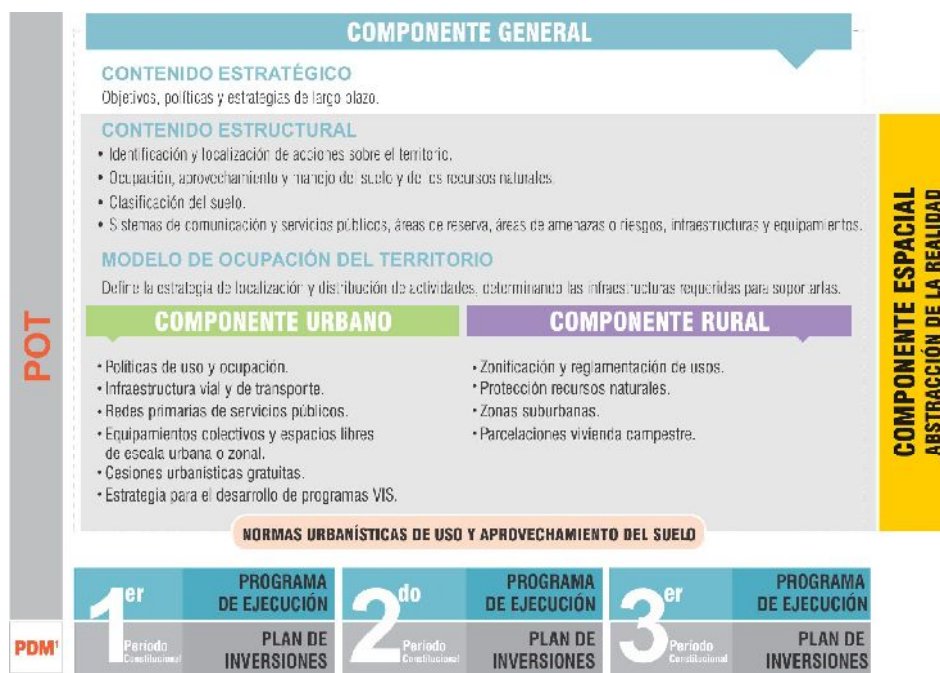 COMPONENTE GENERAL
CONTENIDO ESTRATÉGICO
Objetivos, políticas y estrategias de largo plazo.
CONTENIDO ESTRUCTURAL
• Identificación y localización de acciones sobre el territorio.
• Ocupación, aprovechamiento y manejo del suelo y de los recursos naturales.
• Clasificación del suelo.
• Sistemas de comunicación y servicios públicos, áreas de reserva, áreas de amenazas o riesgos, infraestructuras y equipamientos.
MODELO DE OCUPACIÓN DEL TERRITORIO
Define la estrategia de localización y distribución de actividades, determinando las infraestructuras requeridas para soportarlas.
COMPONENTE URBANO
• Políticas de uso y ocupación.
• Infraestructura vial y de transporte.
• Redes primarias de servicios públicos.
• Equipamientos colectivos y espacios libres
de escala urbana o zonal.
• Cesiones urbanísticas gratuitas.
• Estrategia para el desarrollo de programas VIS.
COMPONENTE RURAL
• Zonificación y reglamentación de usos.
• Protección recursos naturales.
• Zonas suburbanas.
• Parcelaciones vivienda campestre.
NORMAS URBANÍSTICAS DE USO Y APROVECHAMIENTO DEL SUELO
COMPONENTE ESPACIAL
ABSTRACCIÓN DE LA REALIDAD
POT
PDM¹
1er
Período
Constitucional
PROGRAMA
DE EJECUCIÓN
PLAN DE
INVERSIONES
2do
Período
Constitucional
PROGRAMA
DE EJECUCIÓN
PLAN DE
INVERSIONES
3er
Período
Constitucional
PROGRAMA
DE EJECUCIÓN
PLAN DE
INVERSIONES